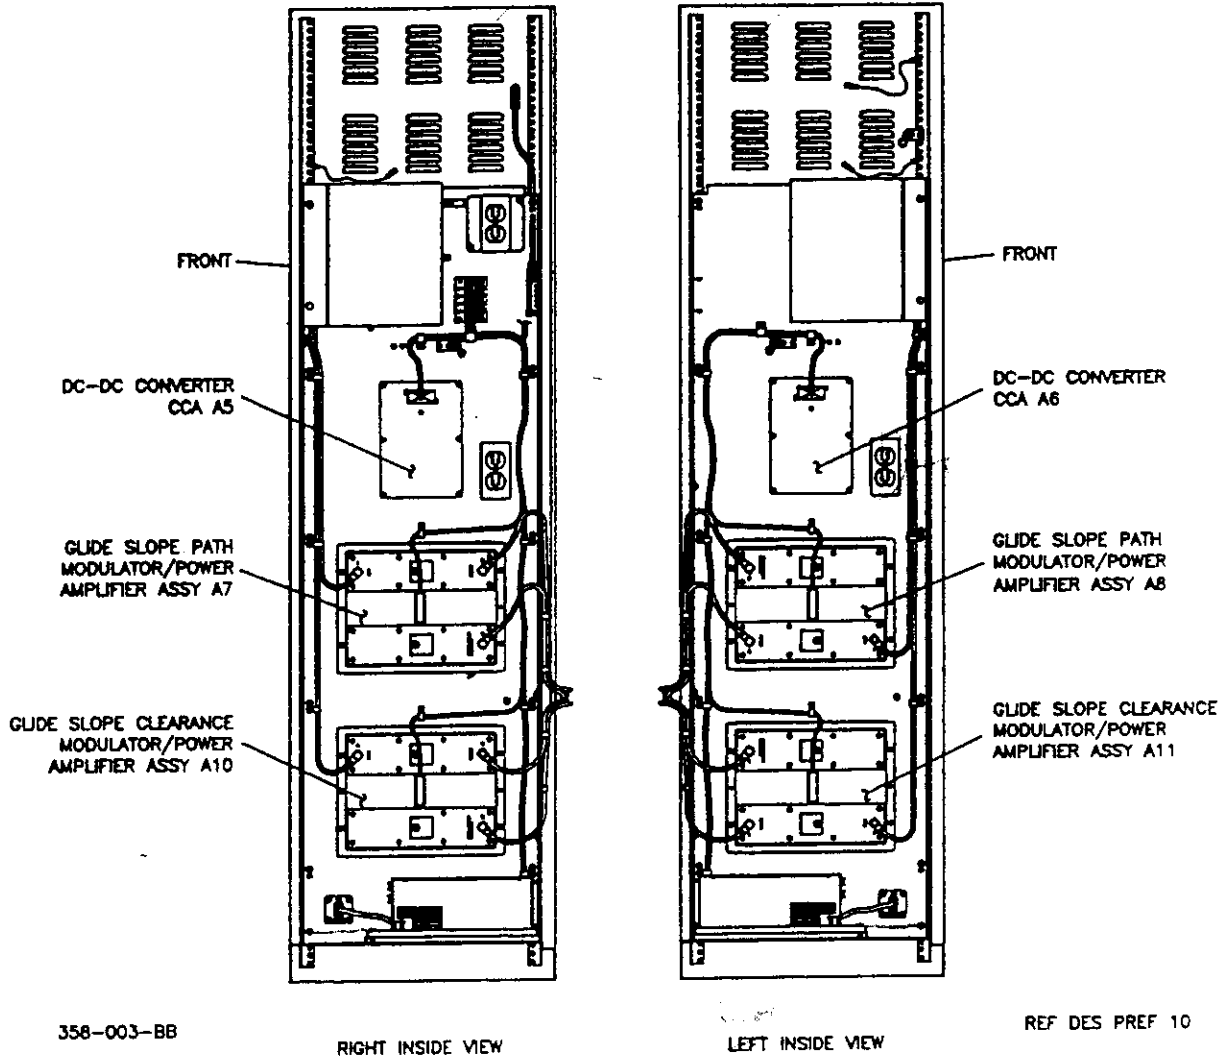 FRONT
DC-DC CONVERTER
CCA A5
GLIDE SLOPE PATH
MODULATOR/POWER
AMPLIFIER ASSY A7
GLIDE SLOPE CLEARANCE
MODULATOR/POWER
AMPLIFIER ASSY A10
FRONT
DC-DC CONVERTER
CCA A6
GLIDE SLOPE PATH
MODULATOR/POWER
AMPLIFIER ASSY A8
GLIDE SLOPE CLEARANCE
MODULATOR/POWER
AMPLIFIER ASSY A11
358-003-BB
RIGHT INSIDE VIEW
LEFT INSIDE VIEW
REF DES PREF 10